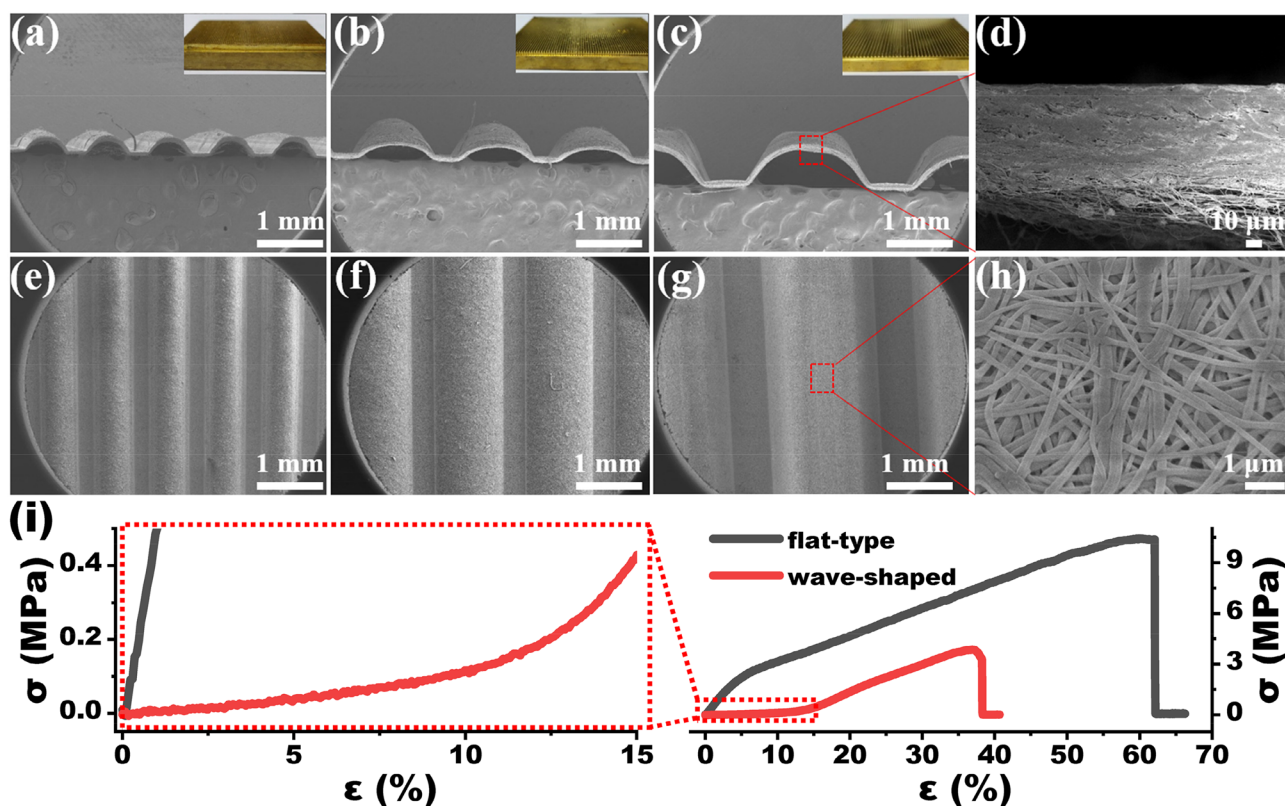 (a)
(b)
(c)
(d)
1 mm
1 mm
1 mm
10 µm
(e)
(f)
(g)
(h)
1 mm
1 mm
1 mm
1 µm
(i)
σ (MPa)
0.4
0.2
0.0
0
5
10
15
ε (%)
flat-type
wave-shaped
9
6
3
0
σ (MPa)
0
10
20
30
40
50
60
70
ε (%)